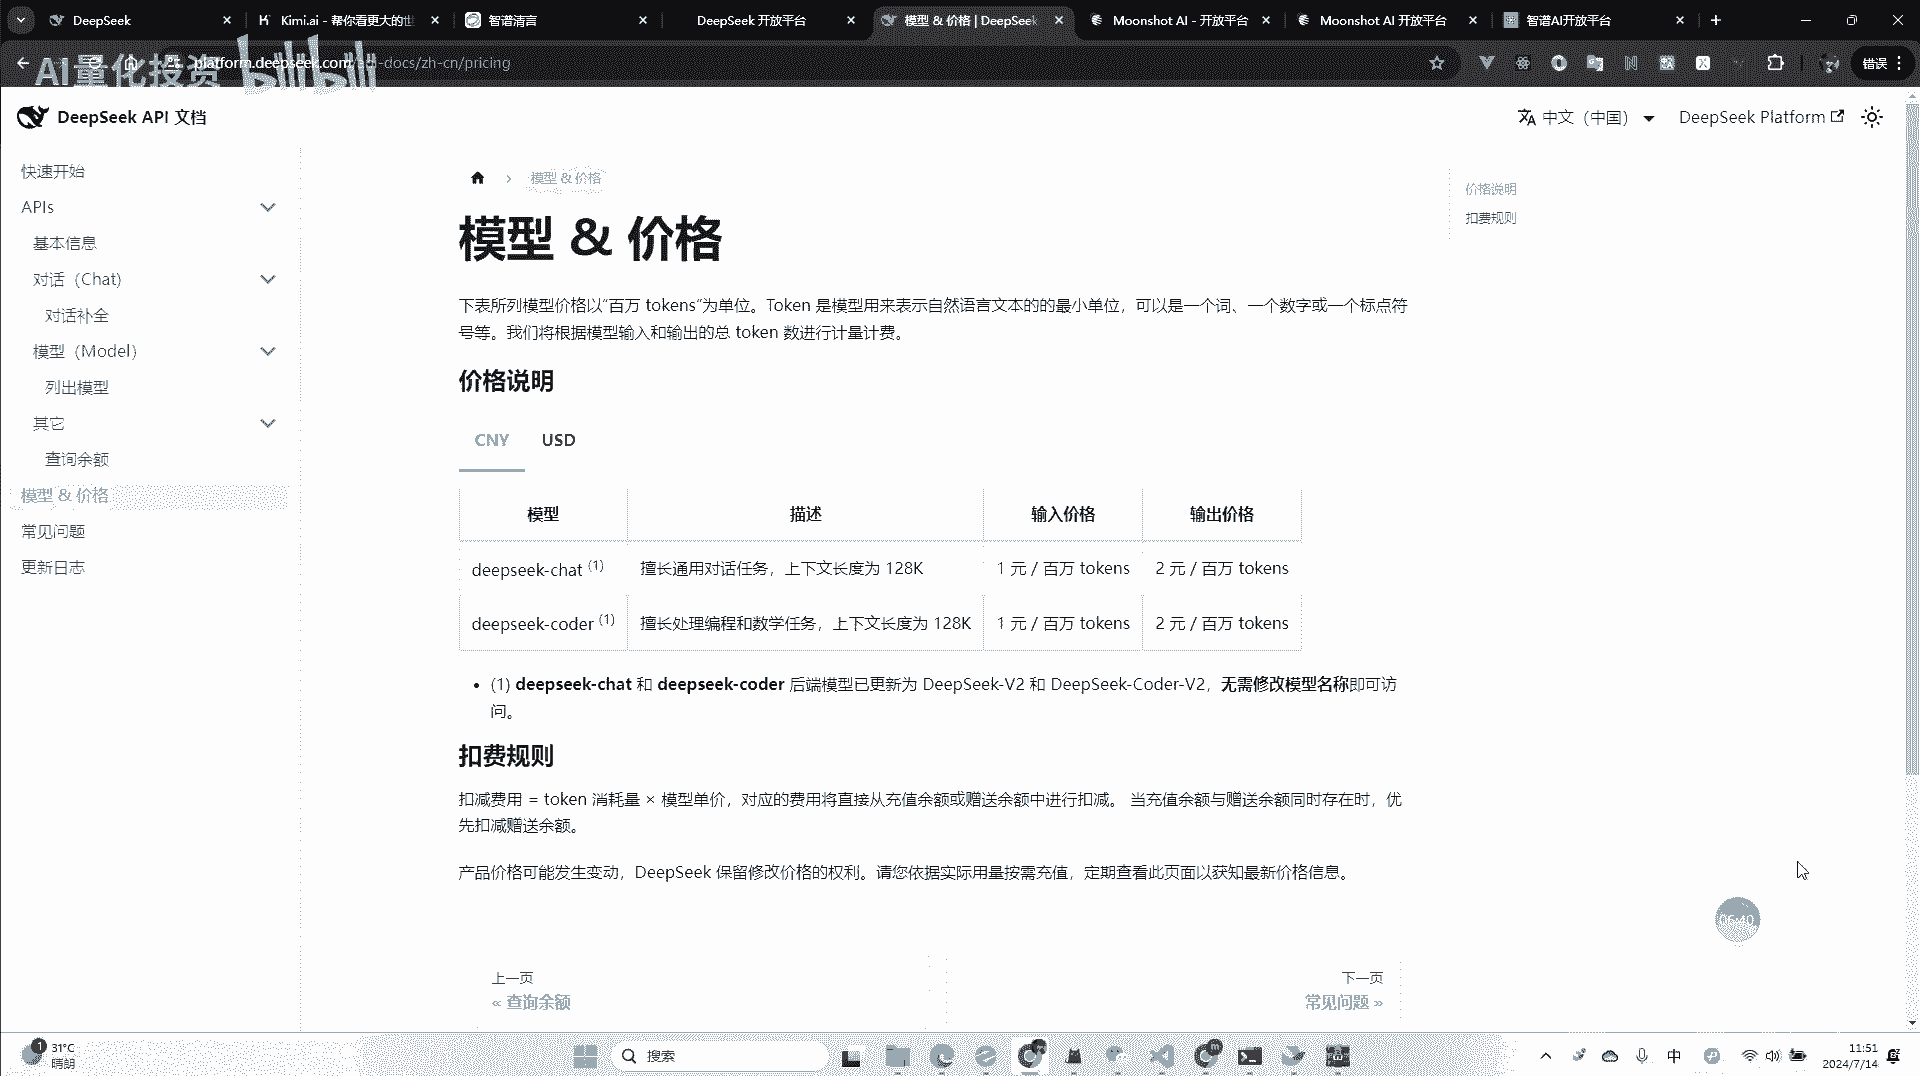 DeepSeek
Kimi.ai - 帮你看更大的世
智谱清言
DeepSeek 开放平台
模型 & 价格 | DeepSeek
Moonshot AI - 开放平台
Moonshot AI 开放平台
智谱AI开放平台
AI量化投资 bilibili
platform.deepseek.com/api-docs/zh-cn/pricing
错误
DeepSeek API 文档
中文（中国）
DeepSeek Platform
快速开始
APIs
基本信息
对话（Chat）
对话补全
模型（Model）
列出模型
其它
查询余额
模型 & 价格
常见问题
更新日志
模型 & 价格
模型 & 价格
下表所列模型价格以“百万 tokens”为单位。Token 是模型用来表示自然语言文本的的最小单位，可以是一个词、一个数字或一个标点符
号等。我们将根据模型输入和输出的总 token 数进行计量计费。
价格说明
CNY USD
模型 描述 输入价格 输出价格
deepseek-chat (1) 擅长通用对话任务，上下文长度为 128K 1 元 / 百万 tokens 2 元 / 百万 tokens
deepseek-coder (1) 擅长处理编程和数学任务，上下文长度为 128K 1 元 / 百万 tokens 2 元 / 百万 tokens
(1) deepseek-chat 和 deepseek-coder 后端模型已更新为 DeepSeek-V2 和 DeepSeek-Coder-V2，无需修改模型名称即可访
问。
扣费规则
扣减费用 = token 消耗量 × 模型单价，对应的费用将直接从充值余额或赠送余额中进行扣减。 当充值余额与赠送余额同时存在时，优
先扣减赠送余额。
产品价格可能发生变动，DeepSeek 保留修改价格的权利。请您依据实际用量按需充值，定期查看此页面以获知最新价格信息。
上一页
« 查询余额
下一页
常见问题 »
价格说明
扣费规则
06:40
1
31°C
晴朗
搜索
中
11:51
2024/7/14